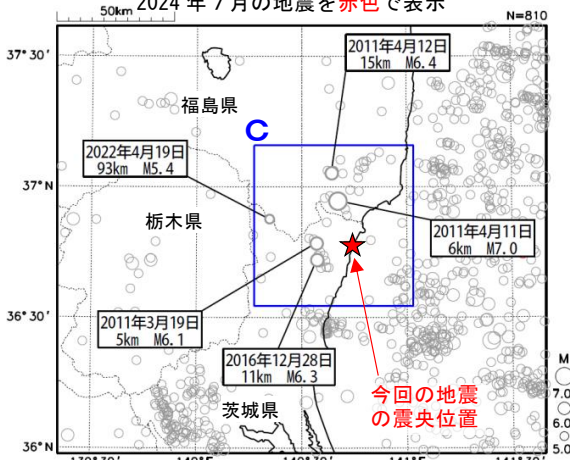 2024 年 7 月の地震を赤色で表示
50km
N=810
37°30′
2011年4月12日
15km M6.4
福島県
C
2022年4月19日
93km M5.4
37°N
栃木県
2011年4月11日
6km M7.0
36°30′
2011年3月19日
5km M6.1
2016年12月28日
11km M6.3
今回の地震
の震央位置
茨城県
M
7.0
6.0
5.0
36°N